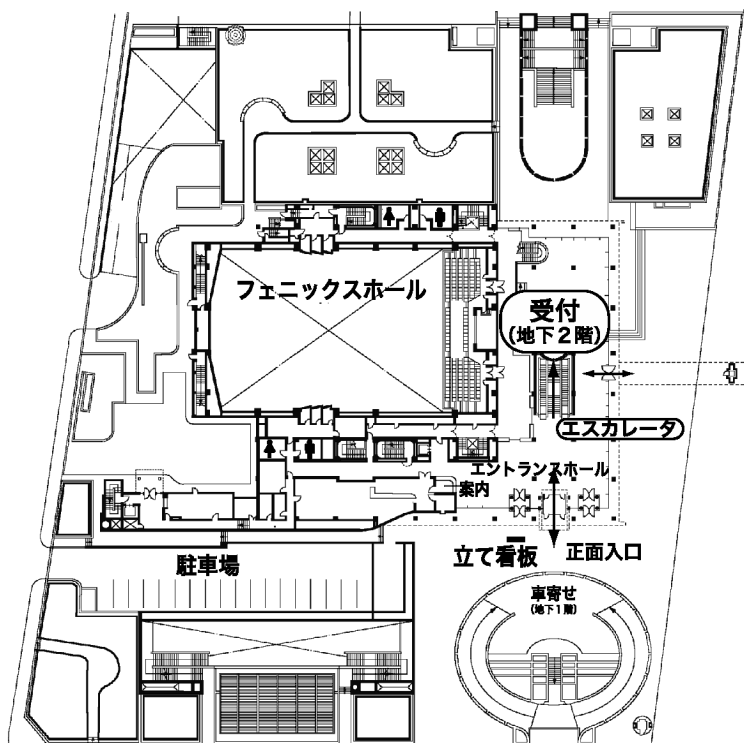 フェニックスホール
受付
(地下2階)
エスカレータ
エントランスホール
案内
立て看板
正面入口
駐車場
車寄せ
(地下1階)